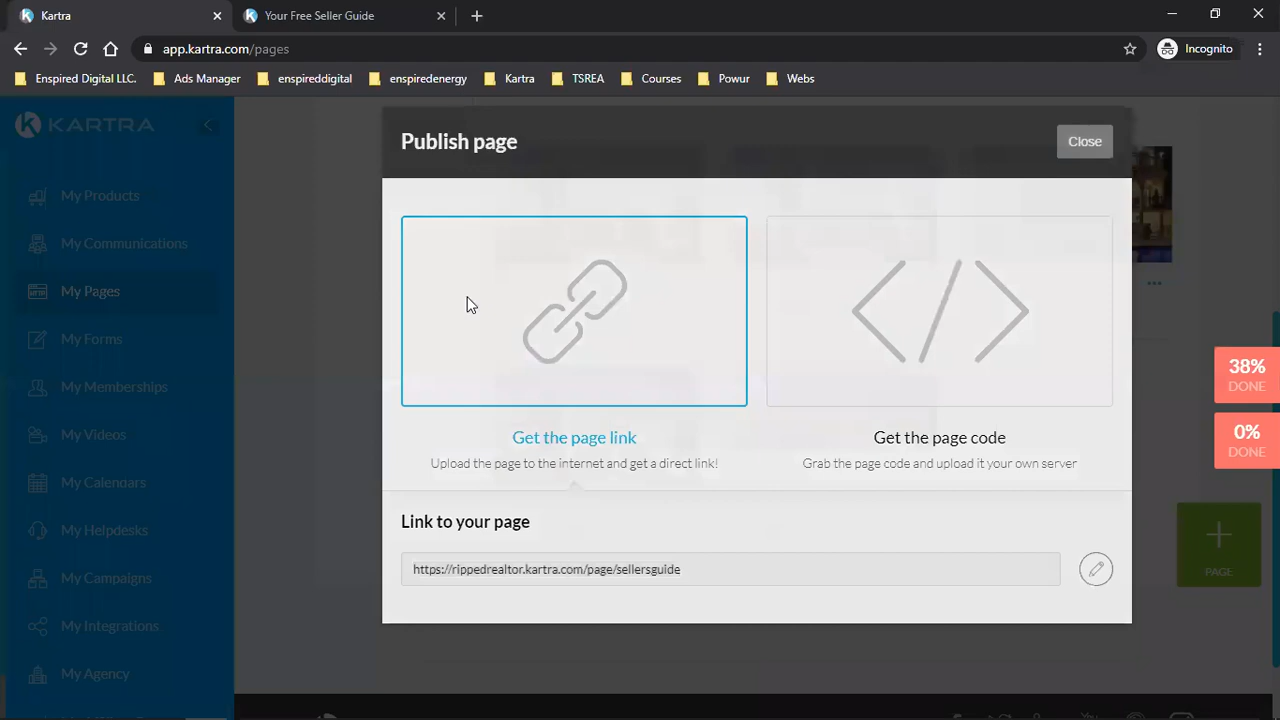 Kartra
Your Free Seller Guide
app.kartra.com/pages
Incognito
Enspired Digital LLC.
Ads Manager
enspireddigital
enspiredenergy
Kartra
TSREA
Courses
Powur
Webs
KARTRA
My Products
My Communications
My Pages
My Forms
My Memberships
My Videos
My Calendars
My Helpdesks
My Campaigns
My Integrations
My Agency
Publish page
Close
Get the page link
Upload the page to the internet and get a direct link!
Get the page code
Grab the page code and upload it your own server
Link to your page
https://rippedrealtor.kartra.com/page/sellersguide
38%
DONE
0%
DONE
PAGE